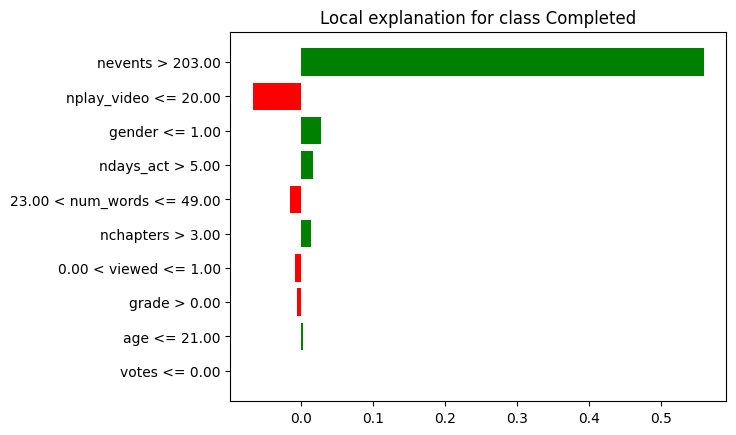 Local explanation for class Completed
nevents > 203.00
nplay_video <= 20.00
gender <= 1.00
ndays_act > 5.00
23.00 < num_words <= 49.00
nchapters > 3.00
0.00 < viewed <= 1.00
grade > 0.00
age <= 21.00
votes <= 0.00
0.0 0.1 0.2 0.3 0.4 0.5